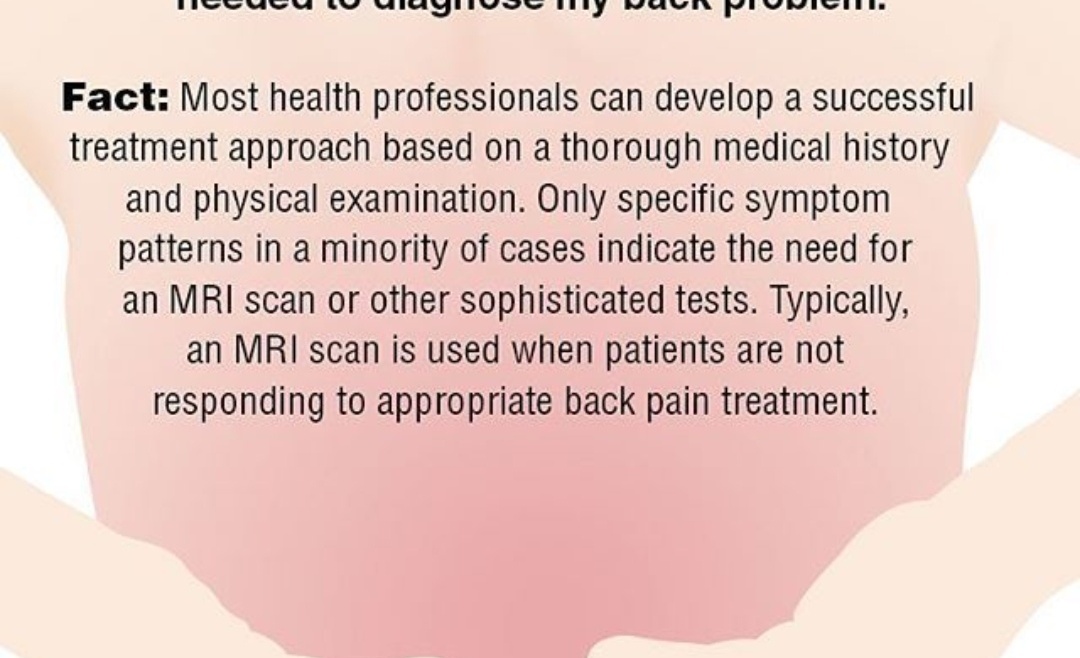 needed to diagnose my back problem.
Fact: Most health professionals can develop a successful
treatment approach based on a thorough medical history
and physical examination. Only specific symptom
patterns in a minority of cases indicate the need for
an MRI scan or other sophisticated tests. Typically,
an MRI scan is used when patients are not
responding to appropriate back pain treatment.